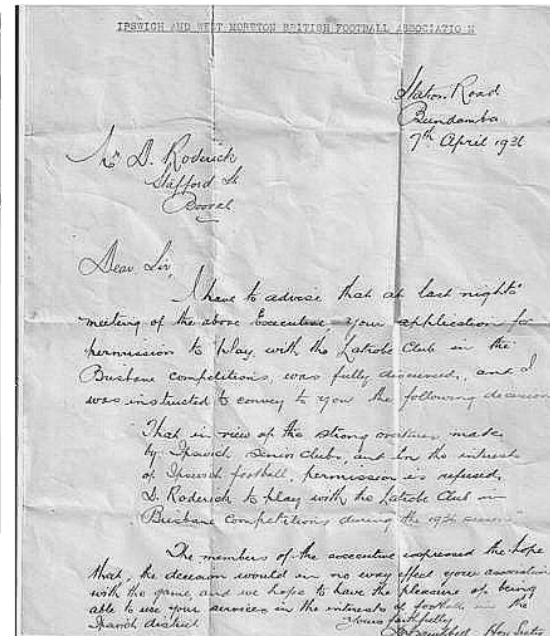 IPSWICH AND WEST MORETON BRITISH FOOTBALL ASSOCIATION
Station Road
Bundamba
7th April 1936
Mr D. Roderick
Stafford St
Booval
Dear Sir,
I have to advise that at last nights'
meeting of the above Executive, your application for
permission to play with the Latrobe Club in the
Brisbane competitions, was fully discussed, and I
was instructed to convey to you the following decision
"That in view of the strong made
by Ipswich Senior clubs, and in the interests
of Ipswich football, permission is refused,
D. Roderick to play with the Latrobe Club in
Brisbane competitions during the 1936 season"
The members of the executive expressed the hope
that, the decision would in no way effect your association
with the game, and we hope to have the pleasure of being
able to use your services in the interests of football in the
Ipswich district.
Yours faithfully
Hon. Secty